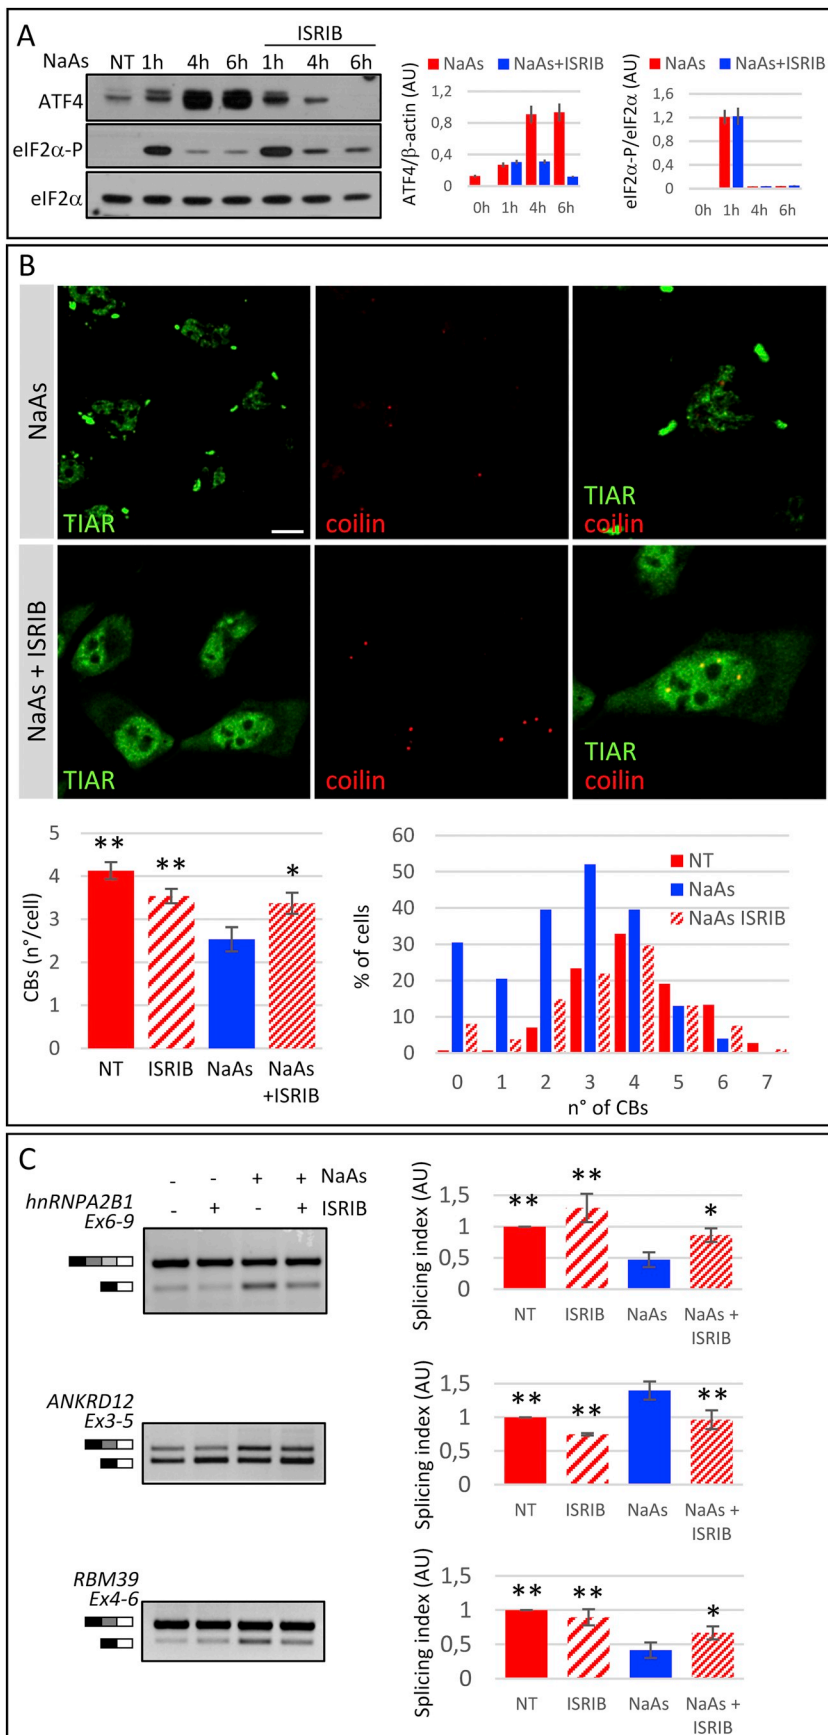 A
ISRIB
NaAs NT 1h 4h 6h 1h 4h 6h
ATF4
eIF2α-P
eIF2α
NaAs NaAs+ISRIB
ATF4/β-actin (AU)
1,2
0,8
0,4
0
0h 1h 4h 6h
NaAs NaAs+ISRIB
eIF2α-P/eIF2α (AU)
1,6
1,2
0,8
0,4
0
0h 1h 4h 6h
B
NaAs
TIAR
coilin
TIAR
coilin
NaAs + ISRIB
TIAR
coilin
TIAR
coilin
CBs (n°/cell)
5
4
3
2
1
0
** ** *
NT ISRIB NaAs NaAs
+ISRIB
% of cells
60
50
40
30
20
10
0
NT
NaAs
NaAs ISRIB
0 1 2 3 4 5 6 7
n° of CBs
C
- - + + NaAs
- + - + ISRIB
hnRNPA2B1
Ex6-9
Splicing index (AU)
1,5
1
0,5
0
** ** *
NT ISRIB NaAs NaAs +
ISRIB
ANKRD12
Ex3-5
Splicing index (AU)
1,5
1
0,5
0
** ** **
NT ISRIB NaAs NaAs +
ISRIB
RBM39
Ex4-6
Splicing index (AU)
1,5
1
0,5
0
** ** *
NT ISRIB NaAs NaAs +
ISRIB